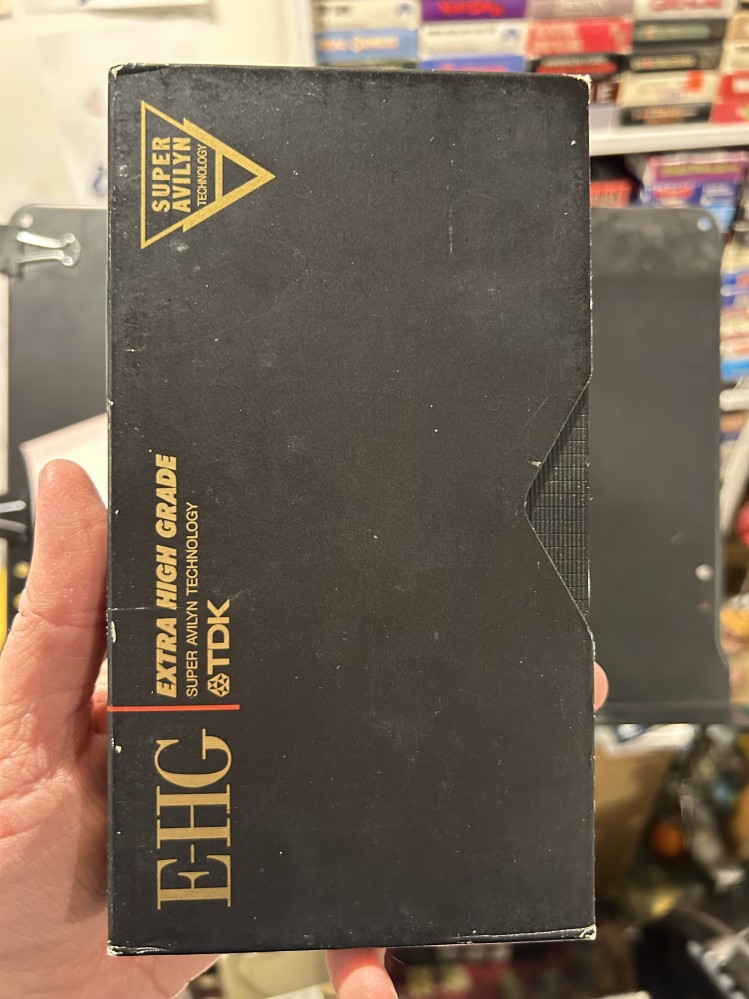 SUPER
AVILYN
TECHNOLOGY
E-HG
EXTRA HIGH GRADE
SUPER AVILYN TECHNOLOGY
TDK